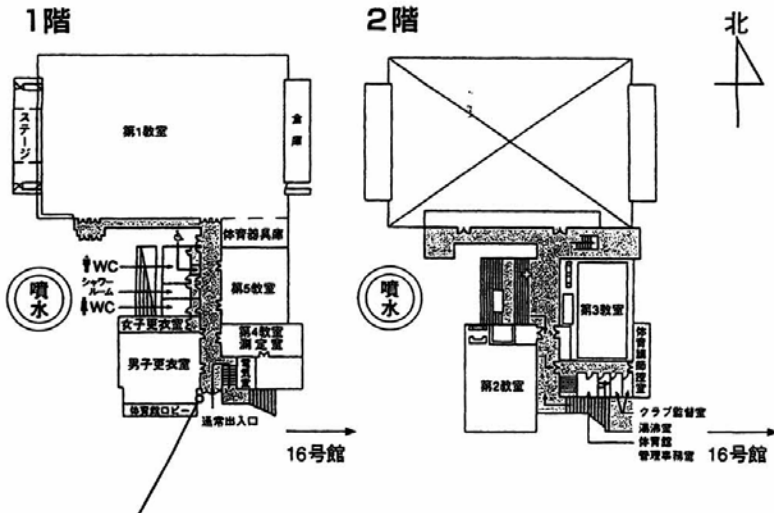 1階
2階
北
ステージ
第1教室
倉庫
体育器具庫
WC
シャワー
ルーム
WC
噴水
第5教室
女子更衣室
第4教室
測定室
男子更衣室
電気室
体育館ロビー
通常出入口
16号館
噴水
第3教室
第2教室
体育講師控室
クラブ監督室
湯沸室
体育館
管理事務室
16号館